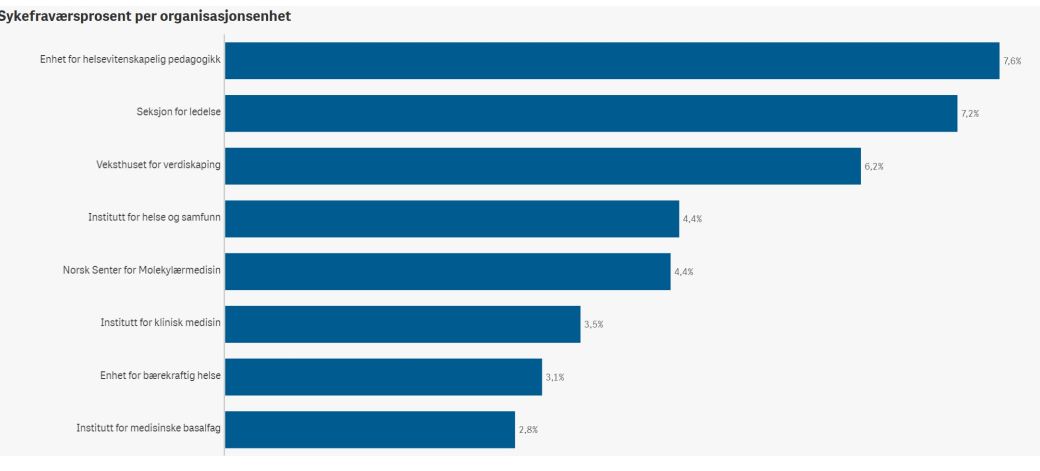 Sykefraværsprosent per organisasjonsenhet
Enhet for helsevitenskapelig pedagogikk 7,6%
Seksjon for ledelse 7,2%
Veksthuset for verdiskaping 6,2%
Institutt for helse og samfunn 4,4%
Norsk Senter for Molekylærmedisin 4,4%
Institutt for klinisk medisin 3,5%
Enhet for bærekraftig helse 3,1%
Institutt for medisinske basalfag 2,8%